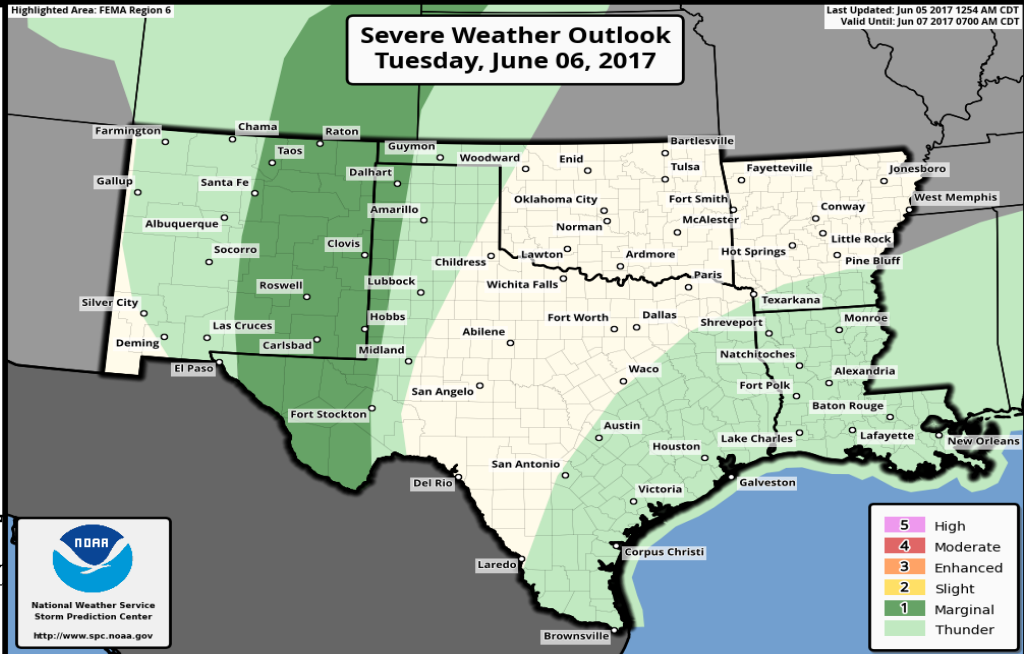 Highlighted Area: FEMA Region 6
Last Updated: Jun 05 2017 1254 AM CDT
Valid Until: Jun 07 2017 0700 AM CDT
Severe Weather Outlook
Tuesday, June 06, 2017
Farmington
Chama
Raton
Taos
Guymon
Woodward
Enid
Bartlesville
Tulsa
Fayetteville
Jonesboro
Gallup
Santa Fe
Dalhart
Oklahoma City
Fort Smith
West Memphis
Albuquerque
Amarillo
Norman
McAlester
Conway
Socorro
Clovis
Childress
Lawton
Ardmore
Hot Springs
Little Rock
Pine Bluff
Roswell
Lubbock
Wichita Falls
Paris
Texarkana
Silver City
Las Cruces
Hobbs
Abilene
Fort Worth
Dallas
Shreveport
Monroe
Deming
Carlsbad
Midland
El Paso
San Angelo
Waco
Natchitoches
Alexandria
Fort Stockton
Fort Polk
Baton Rouge
Austin
Houston
Lake Charles
Lafayette
New Orleans
Del Rio
San Antonio
Victoria
Galveston
Laredo
Corpus Christi
Brownsville
NOAA
National Weather Service
Storm Prediction Center
http://www.spc.noaa.gov
5 High
4 Moderate
3 Enhanced
2 Slight
1 Marginal
Thunder